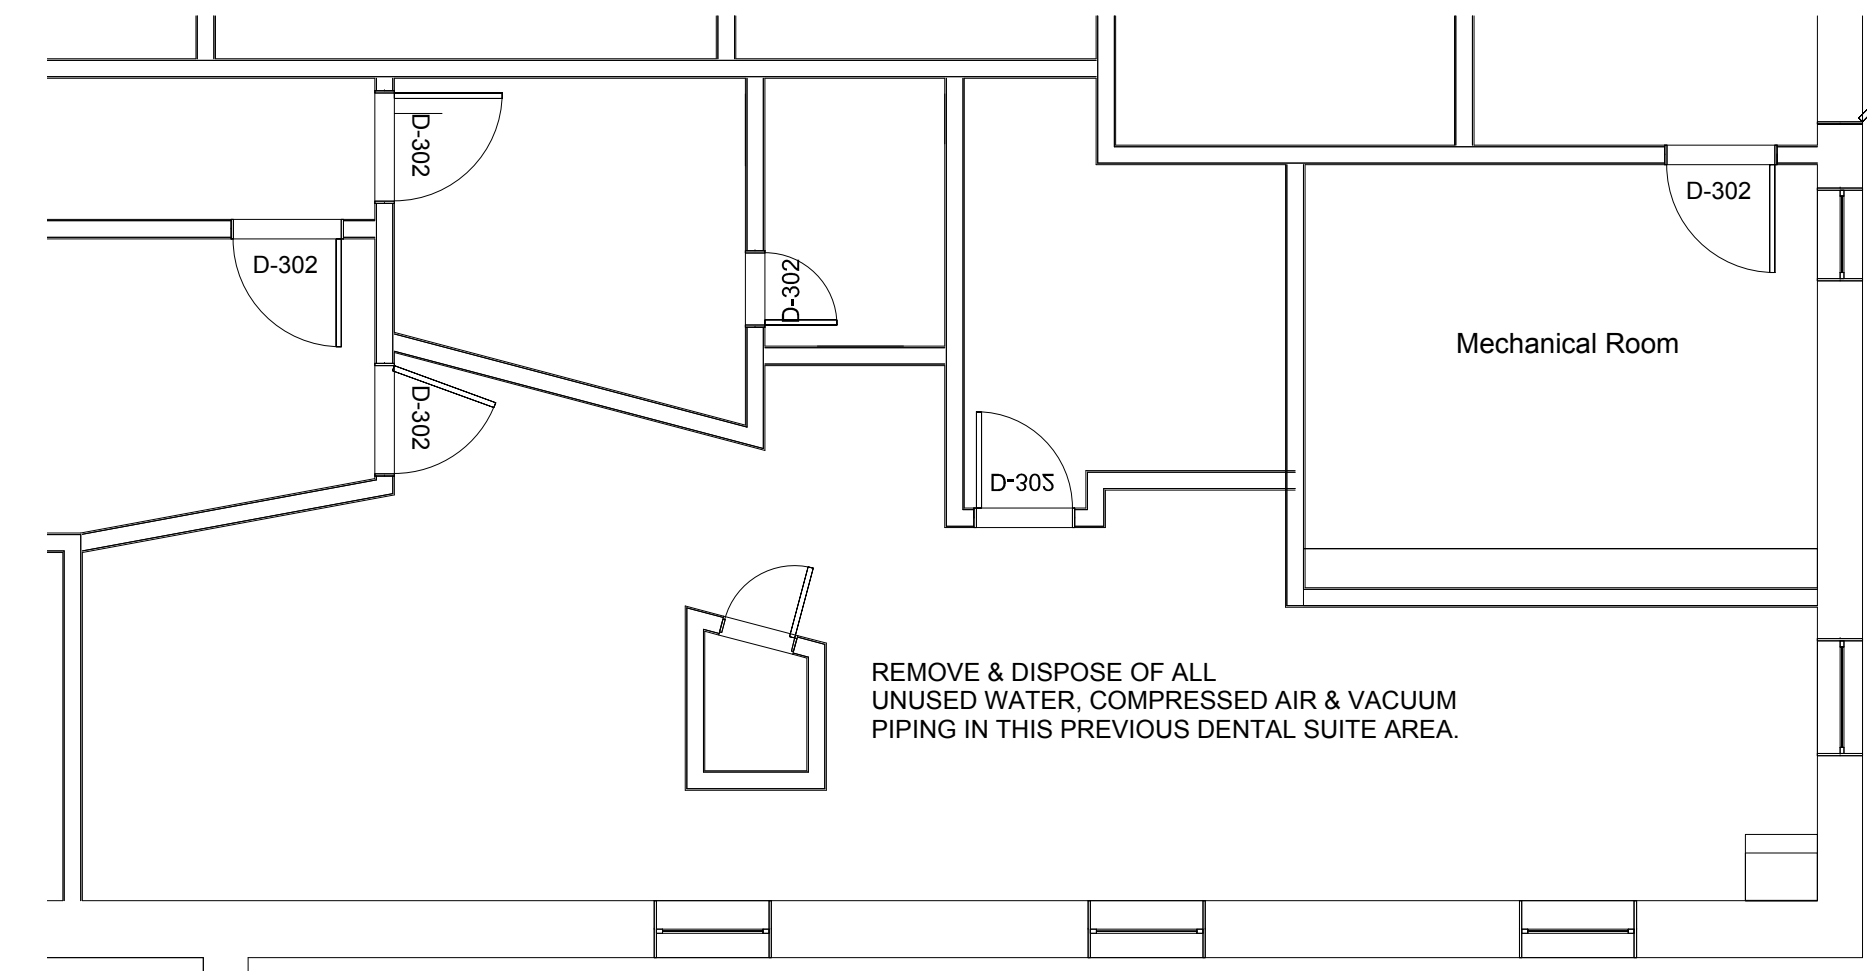 D-302
D-302
D-302
D-302
Mechanical Room
D-302
D-302
REMOVE & DISPOSE OF ALL
UNUSED WATER, COMPRESSED AIR & VACUUM
PIPING IN THIS PREVIOUS DENTAL SUITE AREA.